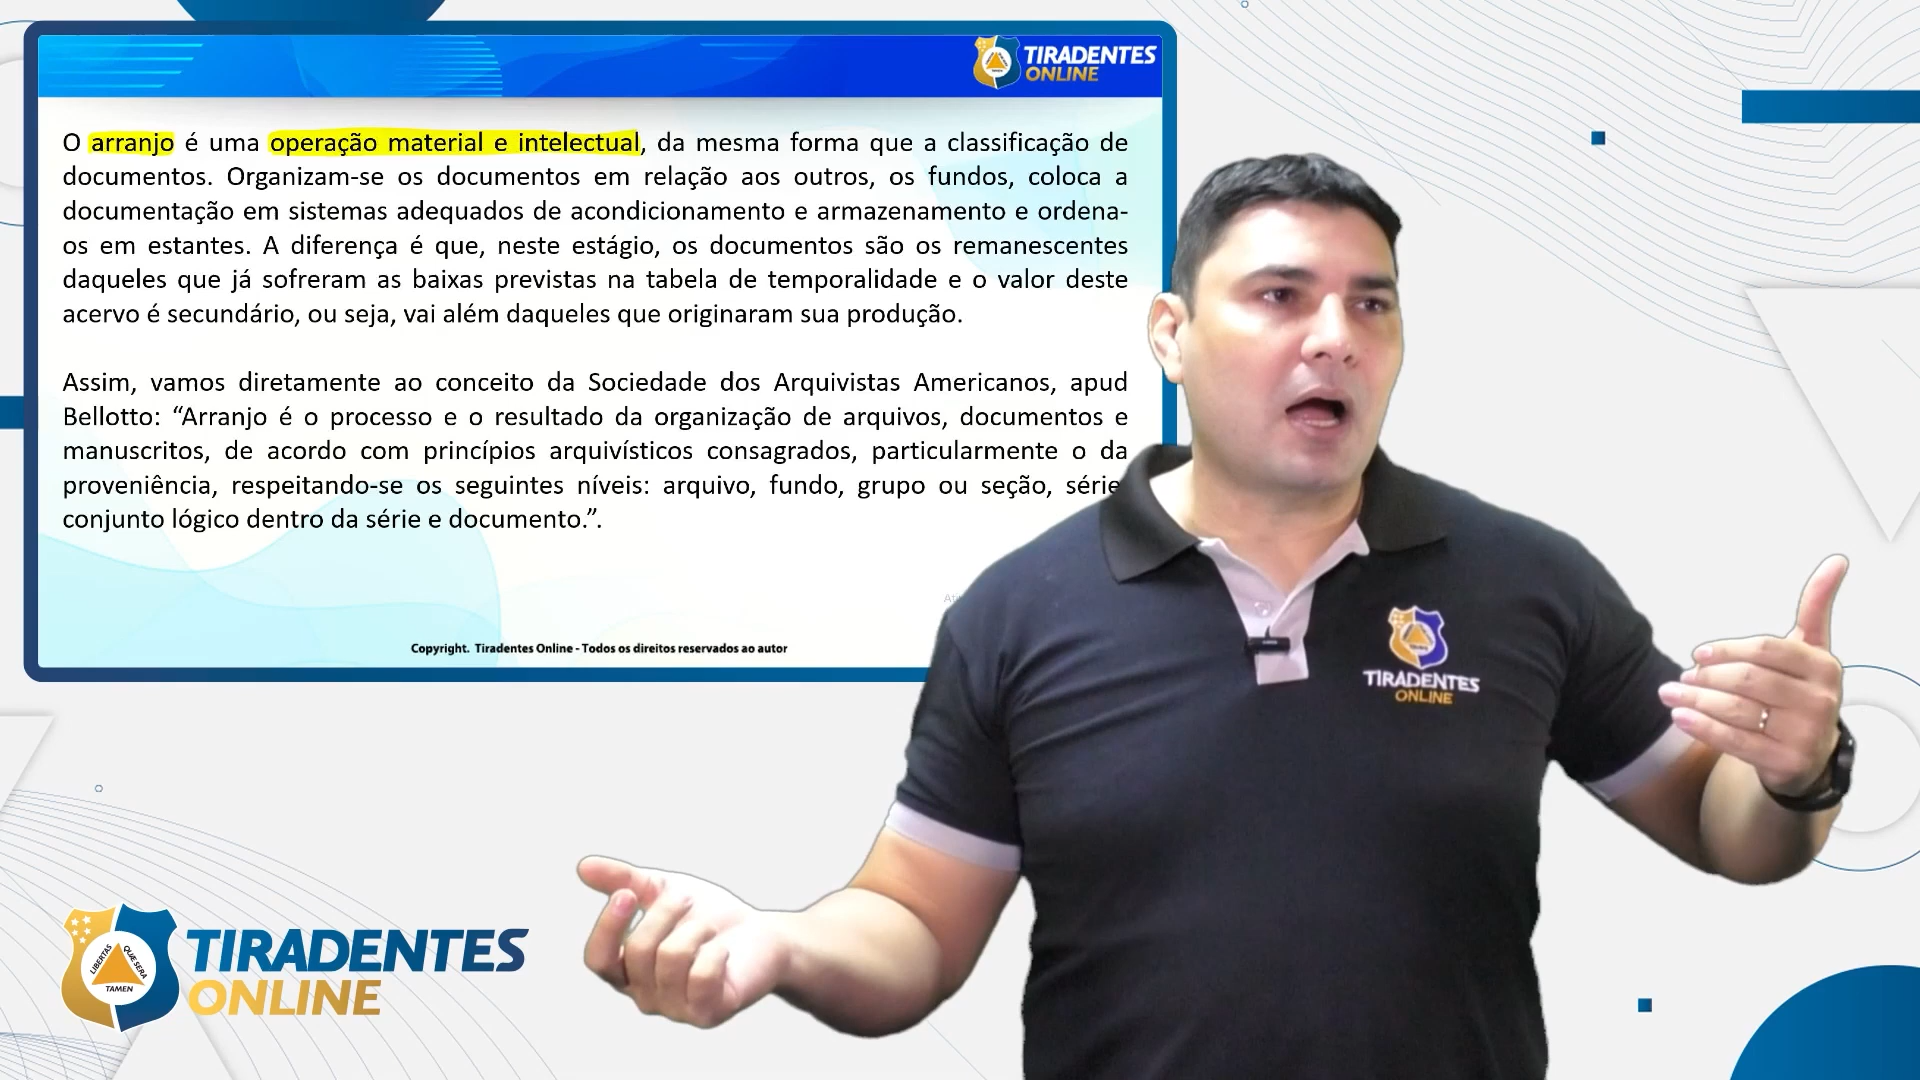 TIRADENTES
ONLINE
O arranjo é uma operação material e intelectual, da mesma forma que a classificação de
documentos. Organizam-se os documentos em relação aos outros, os fundos, coloca a
documentação em sistemas adequados de acondicionamento e armazenamento e ordena-
os em estantes. A diferença é que, neste estágio, os documentos são os remanescentes
daqueles que já sofreram as baixas previstas na tabela de temporalidade e o valor deste
acervo é secundário, ou seja, vai além daqueles que originaram sua produção.
Assim, vamos diretamente ao conceito da Sociedade dos Arquivistas Americanos, apud
Bellotto: “Arranjo é o processo e o resultado da organização de arquivos, documentos e
manuscritos, de acordo com princípios arquivísticos consagrados, particularmente o da
proveniência, respeitando-se os seguintes níveis: arquivo, fundo, grupo ou seção, série
conjunto lógico dentro da série e documento.”.
Copyright. Tiradentes Online - Todos os direitos reservados ao autor
TIRADENTES
ONLINE
LIBERTAS QUE SERA TAMEN
TIRADENTES
ONLINE